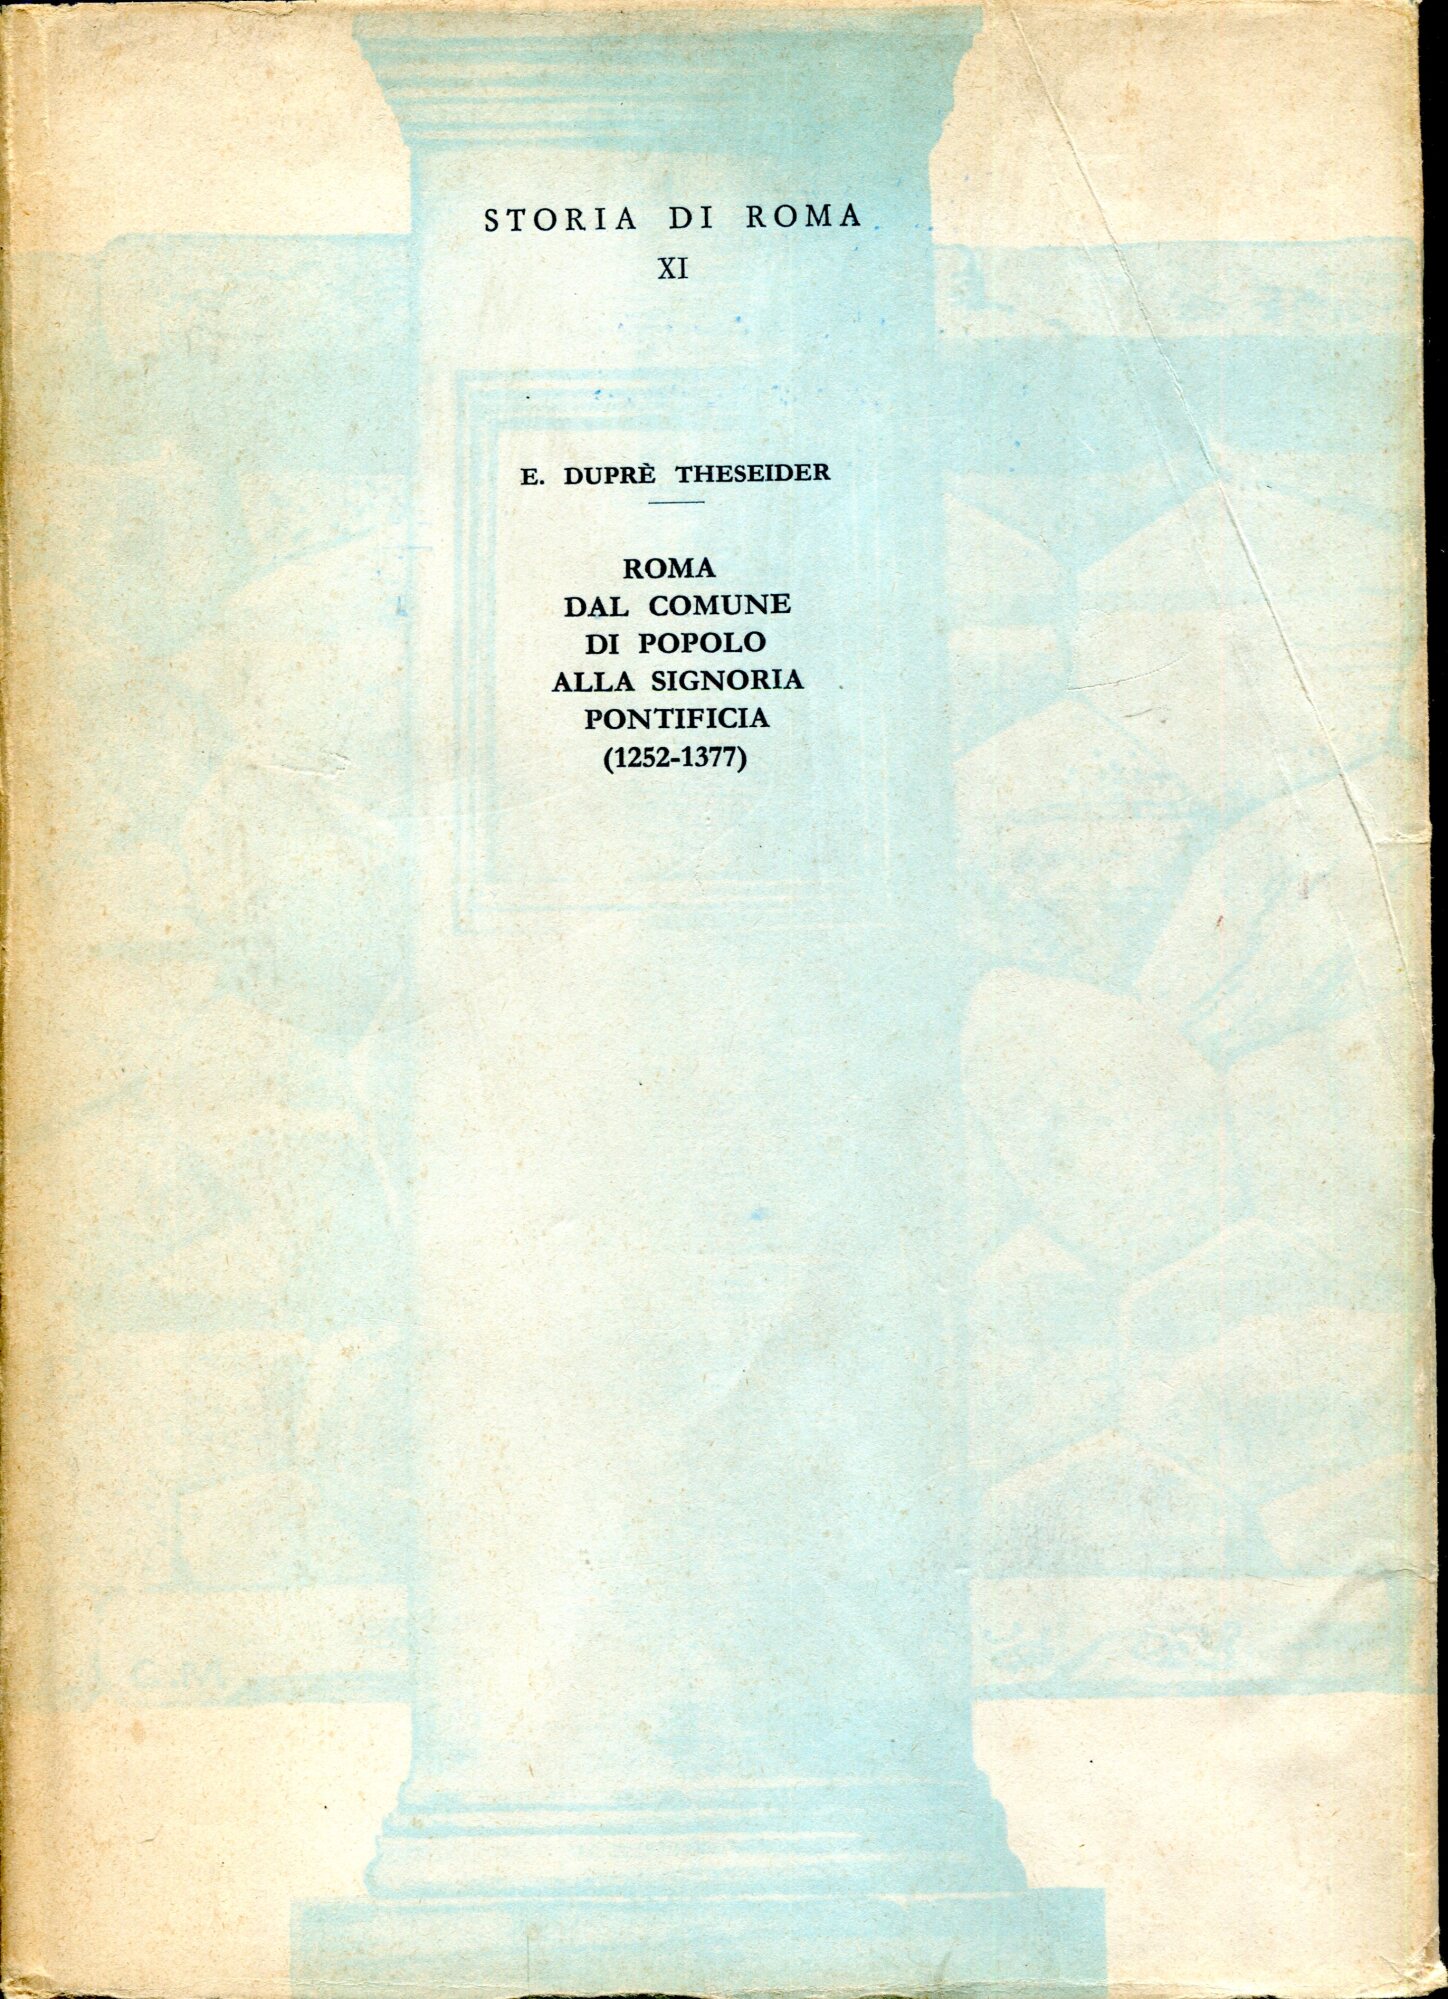 STORIA DI ROMA
XI
E. DUPRÈ THESEIDER
ROMA
DAL COMUNE
DI POPOLO
ALLA SIGNORIA
PONTIFICIA
(1252-1377)